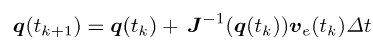 𝒒(t_{k+1}) = 𝒒(t_k) + 𝑱^{−1}(𝒒(t_k))𝒗_e(t_k)Δt